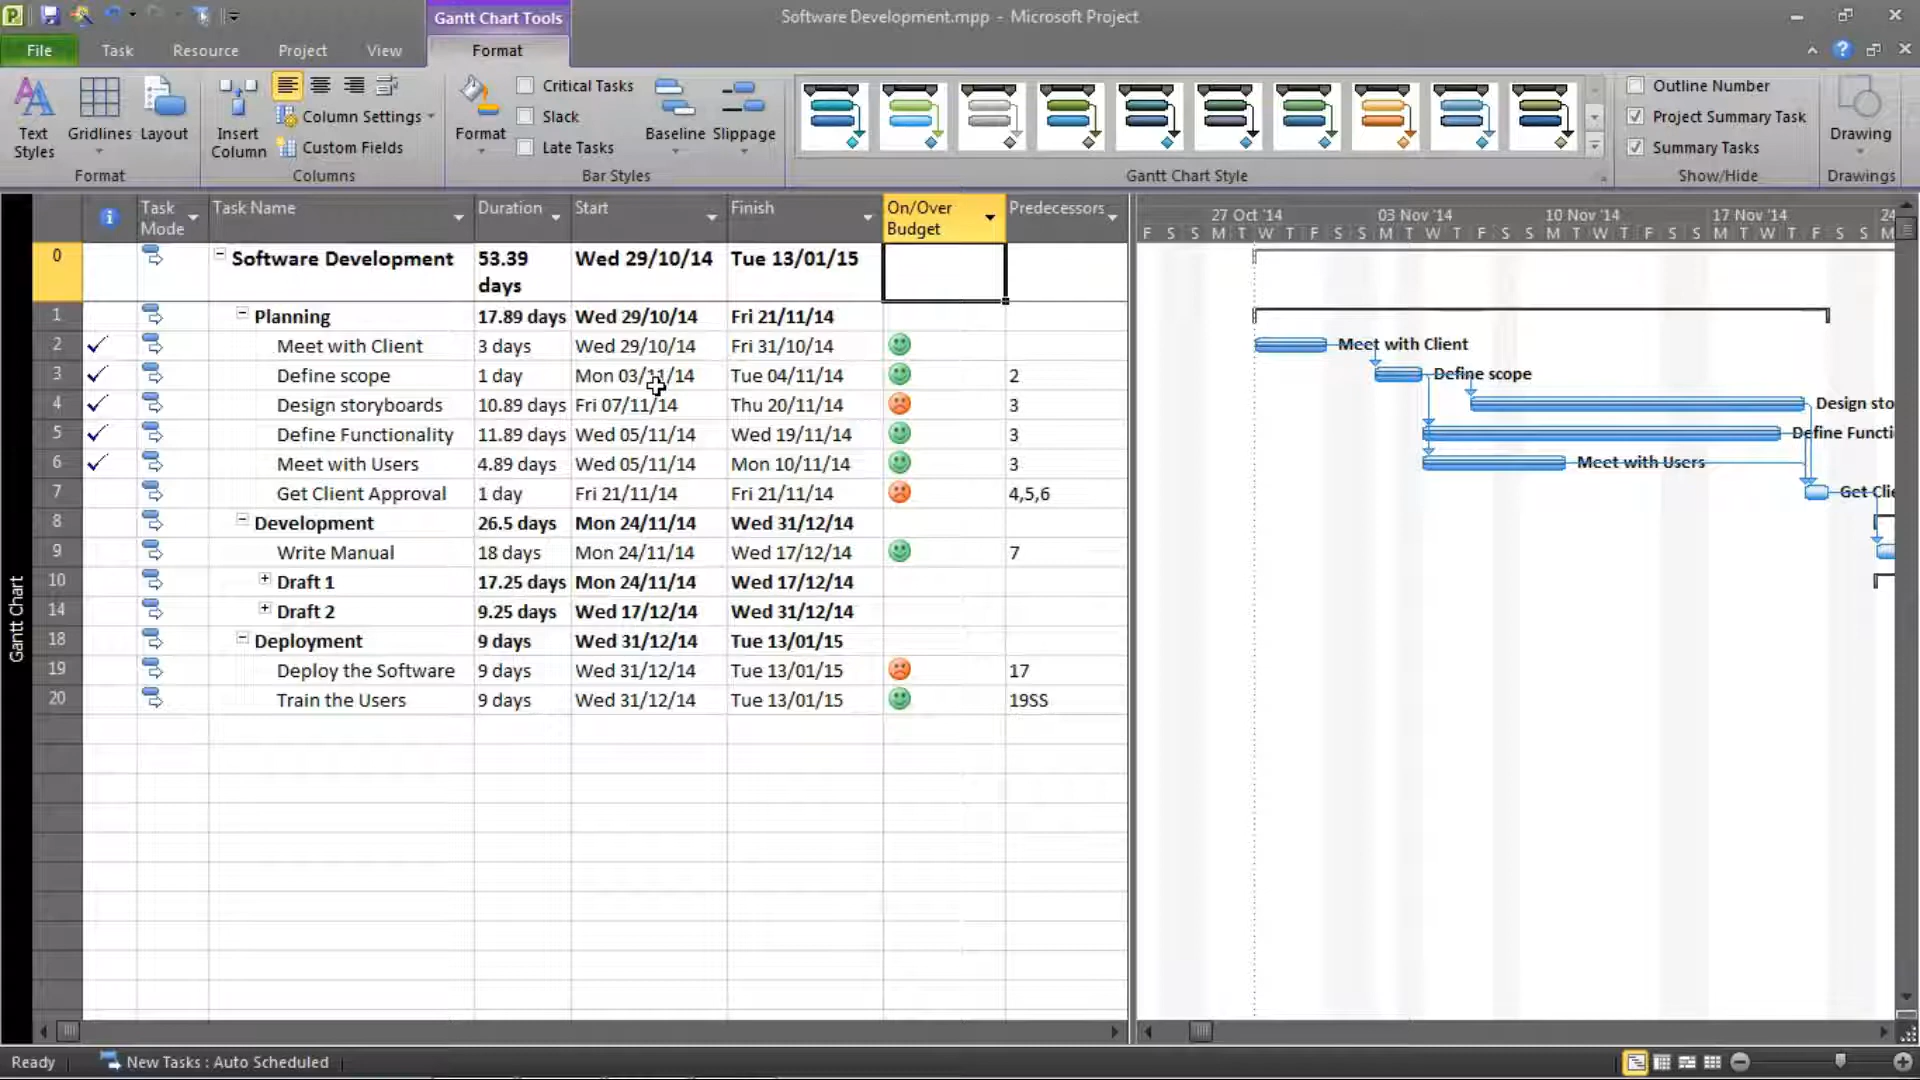 Gantt Chart Tools
Software Development.mpp - Microsoft Project
File Task Resource Project View Format
Text Styles
Gridlines
Layout
Format
Insert Column
Column Settings
Custom Fields
Columns
Format
Critical Tasks
Slack
Late Tasks
Baseline
Slippage
Bar Styles
Gantt Chart Style
Outline Number
Project Summary Task
Summary Tasks
Show/Hide
Drawing
Drawings
Task Mode Task Name Duration Start Finish On/Over Budget Predecessors
0 Software Development 53.39 days Wed 29/10/14 Tue 13/01/15
1 Planning 17.89 days Wed 29/10/14 Fri 21/11/14
2 Meet with Client 3 days Wed 29/10/14 Fri 31/10/14
3 Define scope 1 day Mon 03/11/14 Tue 04/11/14 2
4 Design storyboards 10.89 days Fri 07/11/14 Thu 20/11/14 3
5 Define Functionality 11.89 days Wed 05/11/14 Wed 19/11/14 3
6 Meet with Users 4.89 days Wed 05/11/14 Mon 10/11/14 3
7 Get Client Approval 1 day Fri 21/11/14 Fri 21/11/14 4,5,6
8 Development 26.5 days Mon 24/11/14 Wed 31/12/14
9 Write Manual 18 days Mon 24/11/14 Wed 17/12/14 7
10 Draft 1 17.25 days Mon 24/11/14 Wed 17/12/14
14 Draft 2 9.25 days Wed 17/12/14 Wed 31/12/14
18 Deployment 9 days Wed 31/12/14 Tue 13/01/15
19 Deploy the Software 9 days Wed 31/12/14 Tue 13/01/15 17
20 Train the Users 9 days Wed 31/12/14 Tue 13/01/15 19SS
27 Oct '14 03 Nov '14 10 Nov '14 17 Nov '14 24
F S S M T W T F S S M T W T F S S M T W T F S S M T W T F S S M
Meet with Client
Define scope
Design sto
Define Functi
Meet with Users
Get Clie
Gantt Chart
Ready New Tasks : Auto Scheduled